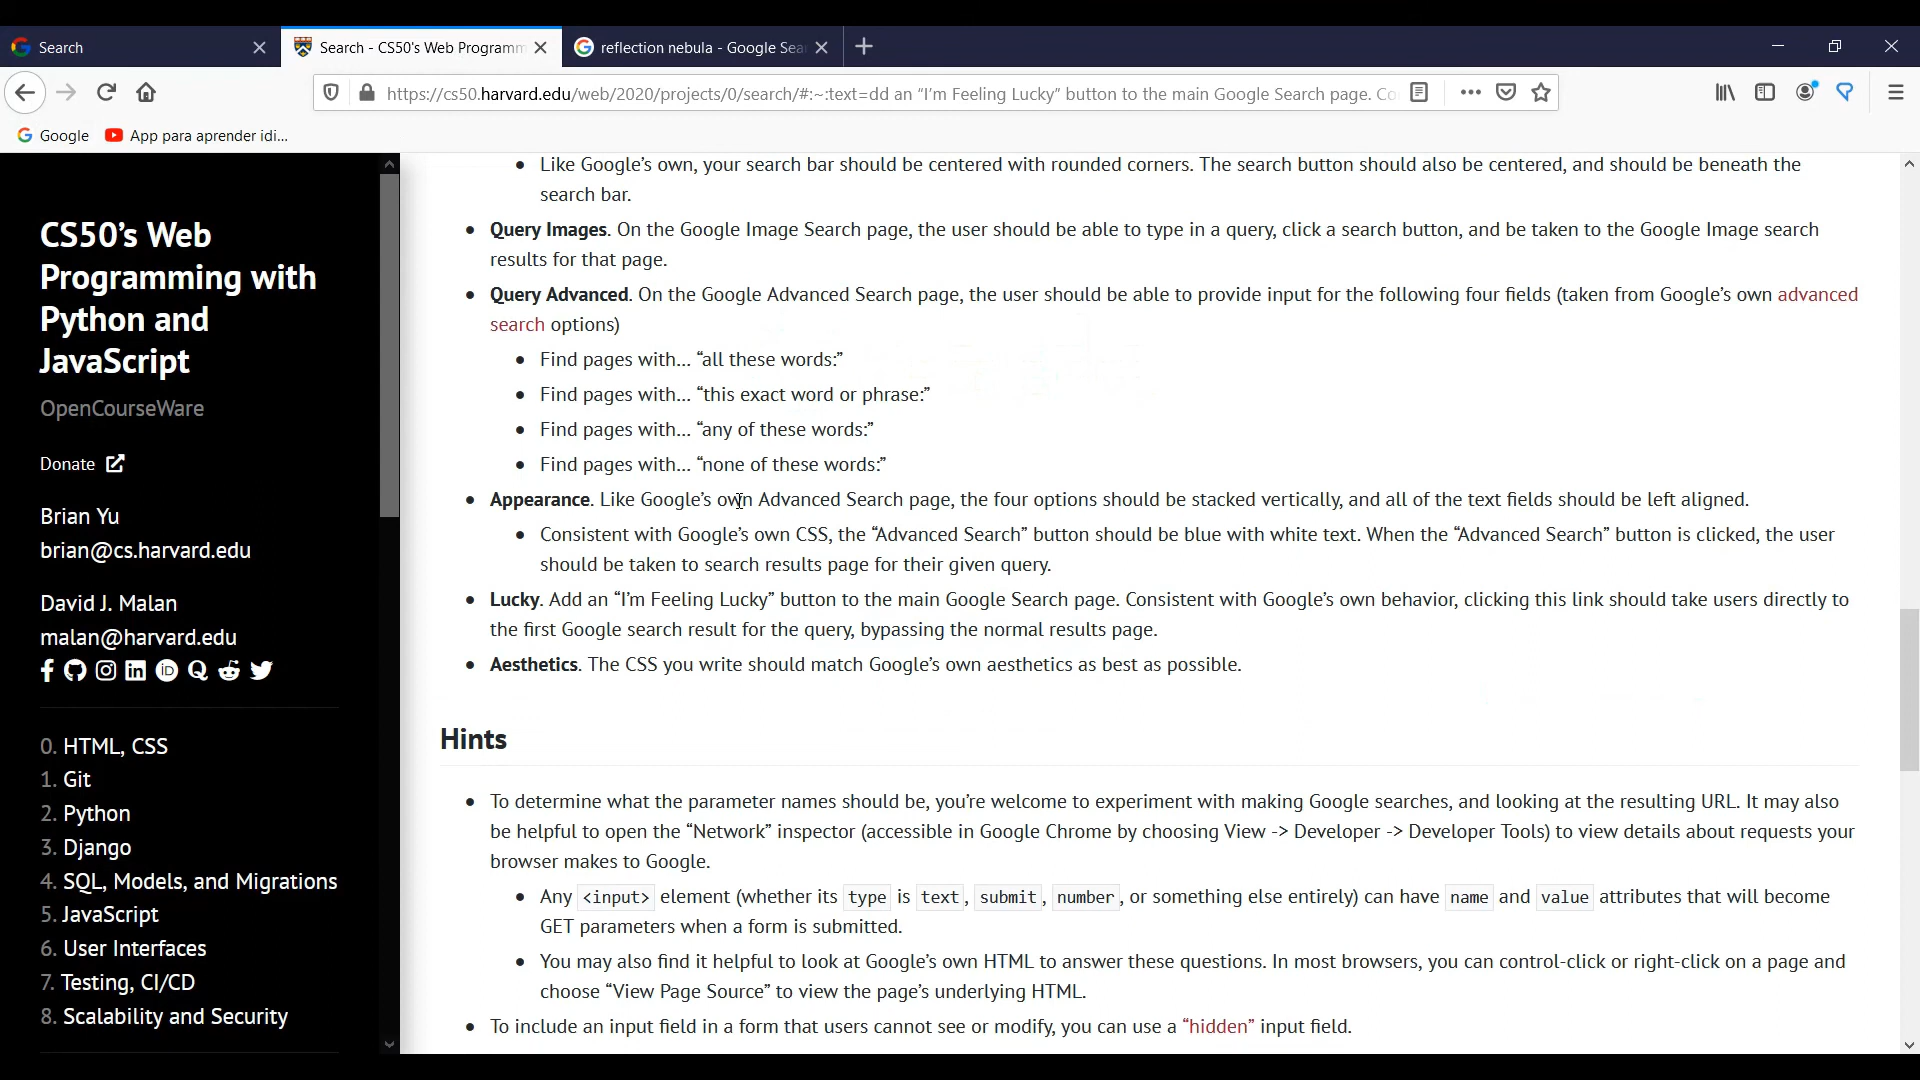 Search
Search - CS50's Web Programm
reflection nebula - Google Sea
https://cs50.harvard.edu/web/2020/projects/0/search/#:~:text=dd an “I’m Feeling Lucky” button to the main Google Search page. Co
Google
App para aprender idi...
CS50’s Web
Programming with
Python and
JavaScript
OpenCourseWare
Donate
Brian Yu
brian@cs.harvard.edu
David J. Malan
malan@harvard.edu
0. HTML, CSS
1. Git
2. Python
3. Django
4. SQL, Models, and Migrations
5. JavaScript
6. User Interfaces
7. Testing, CI/CD
8. Scalability and Security
• Like Google’s own, your search bar should be centered with rounded corners. The search button should also be centered, and should be beneath the
search bar.
• Query Images. On the Google Image Search page, the user should be able to type in a query, click a search button, and be taken to the Google Image search
results for that page.
• Query Advanced. On the Google Advanced Search page, the user should be able to provide input for the following four fields (taken from Google’s own advanced
search options)
• Find pages with… “all these words:”
• Find pages with… “this exact word or phrase:”
• Find pages with… “any of these words:”
• Find pages with… “none of these words:”
• Appearance. Like Google’s own Advanced Search page, the four options should be stacked vertically, and all of the text fields should be left aligned.
• Consistent with Google’s own CSS, the “Advanced Search” button should be blue with white text. When the “Advanced Search” button is clicked, the user
should be taken to search results page for their given query.
• Lucky. Add an “I’m Feeling Lucky” button to the main Google Search page. Consistent with Google’s own behavior, clicking this link should take users directly to
the first Google search result for the query, bypassing the normal results page.
• Aesthetics. The CSS you write should match Google’s own aesthetics as best as possible.
Hints
• To determine what the parameter names should be, you’re welcome to experiment with making Google searches, and looking at the resulting URL. It may also
be helpful to open the “Network” inspector (accessible in Google Chrome by choosing View -> Developer -> Developer Tools) to view details about requests your
browser makes to Google.
• Any <input> element (whether its type is text, submit, number, or something else entirely) can have name and value attributes that will become
GET parameters when a form is submitted.
• You may also find it helpful to look at Google’s own HTML to answer these questions. In most browsers, you can control-click or right-click on a page and
choose “View Page Source” to view the page’s underlying HTML.
• To include an input field in a form that users cannot see or modify, you can use a “hidden” input field.